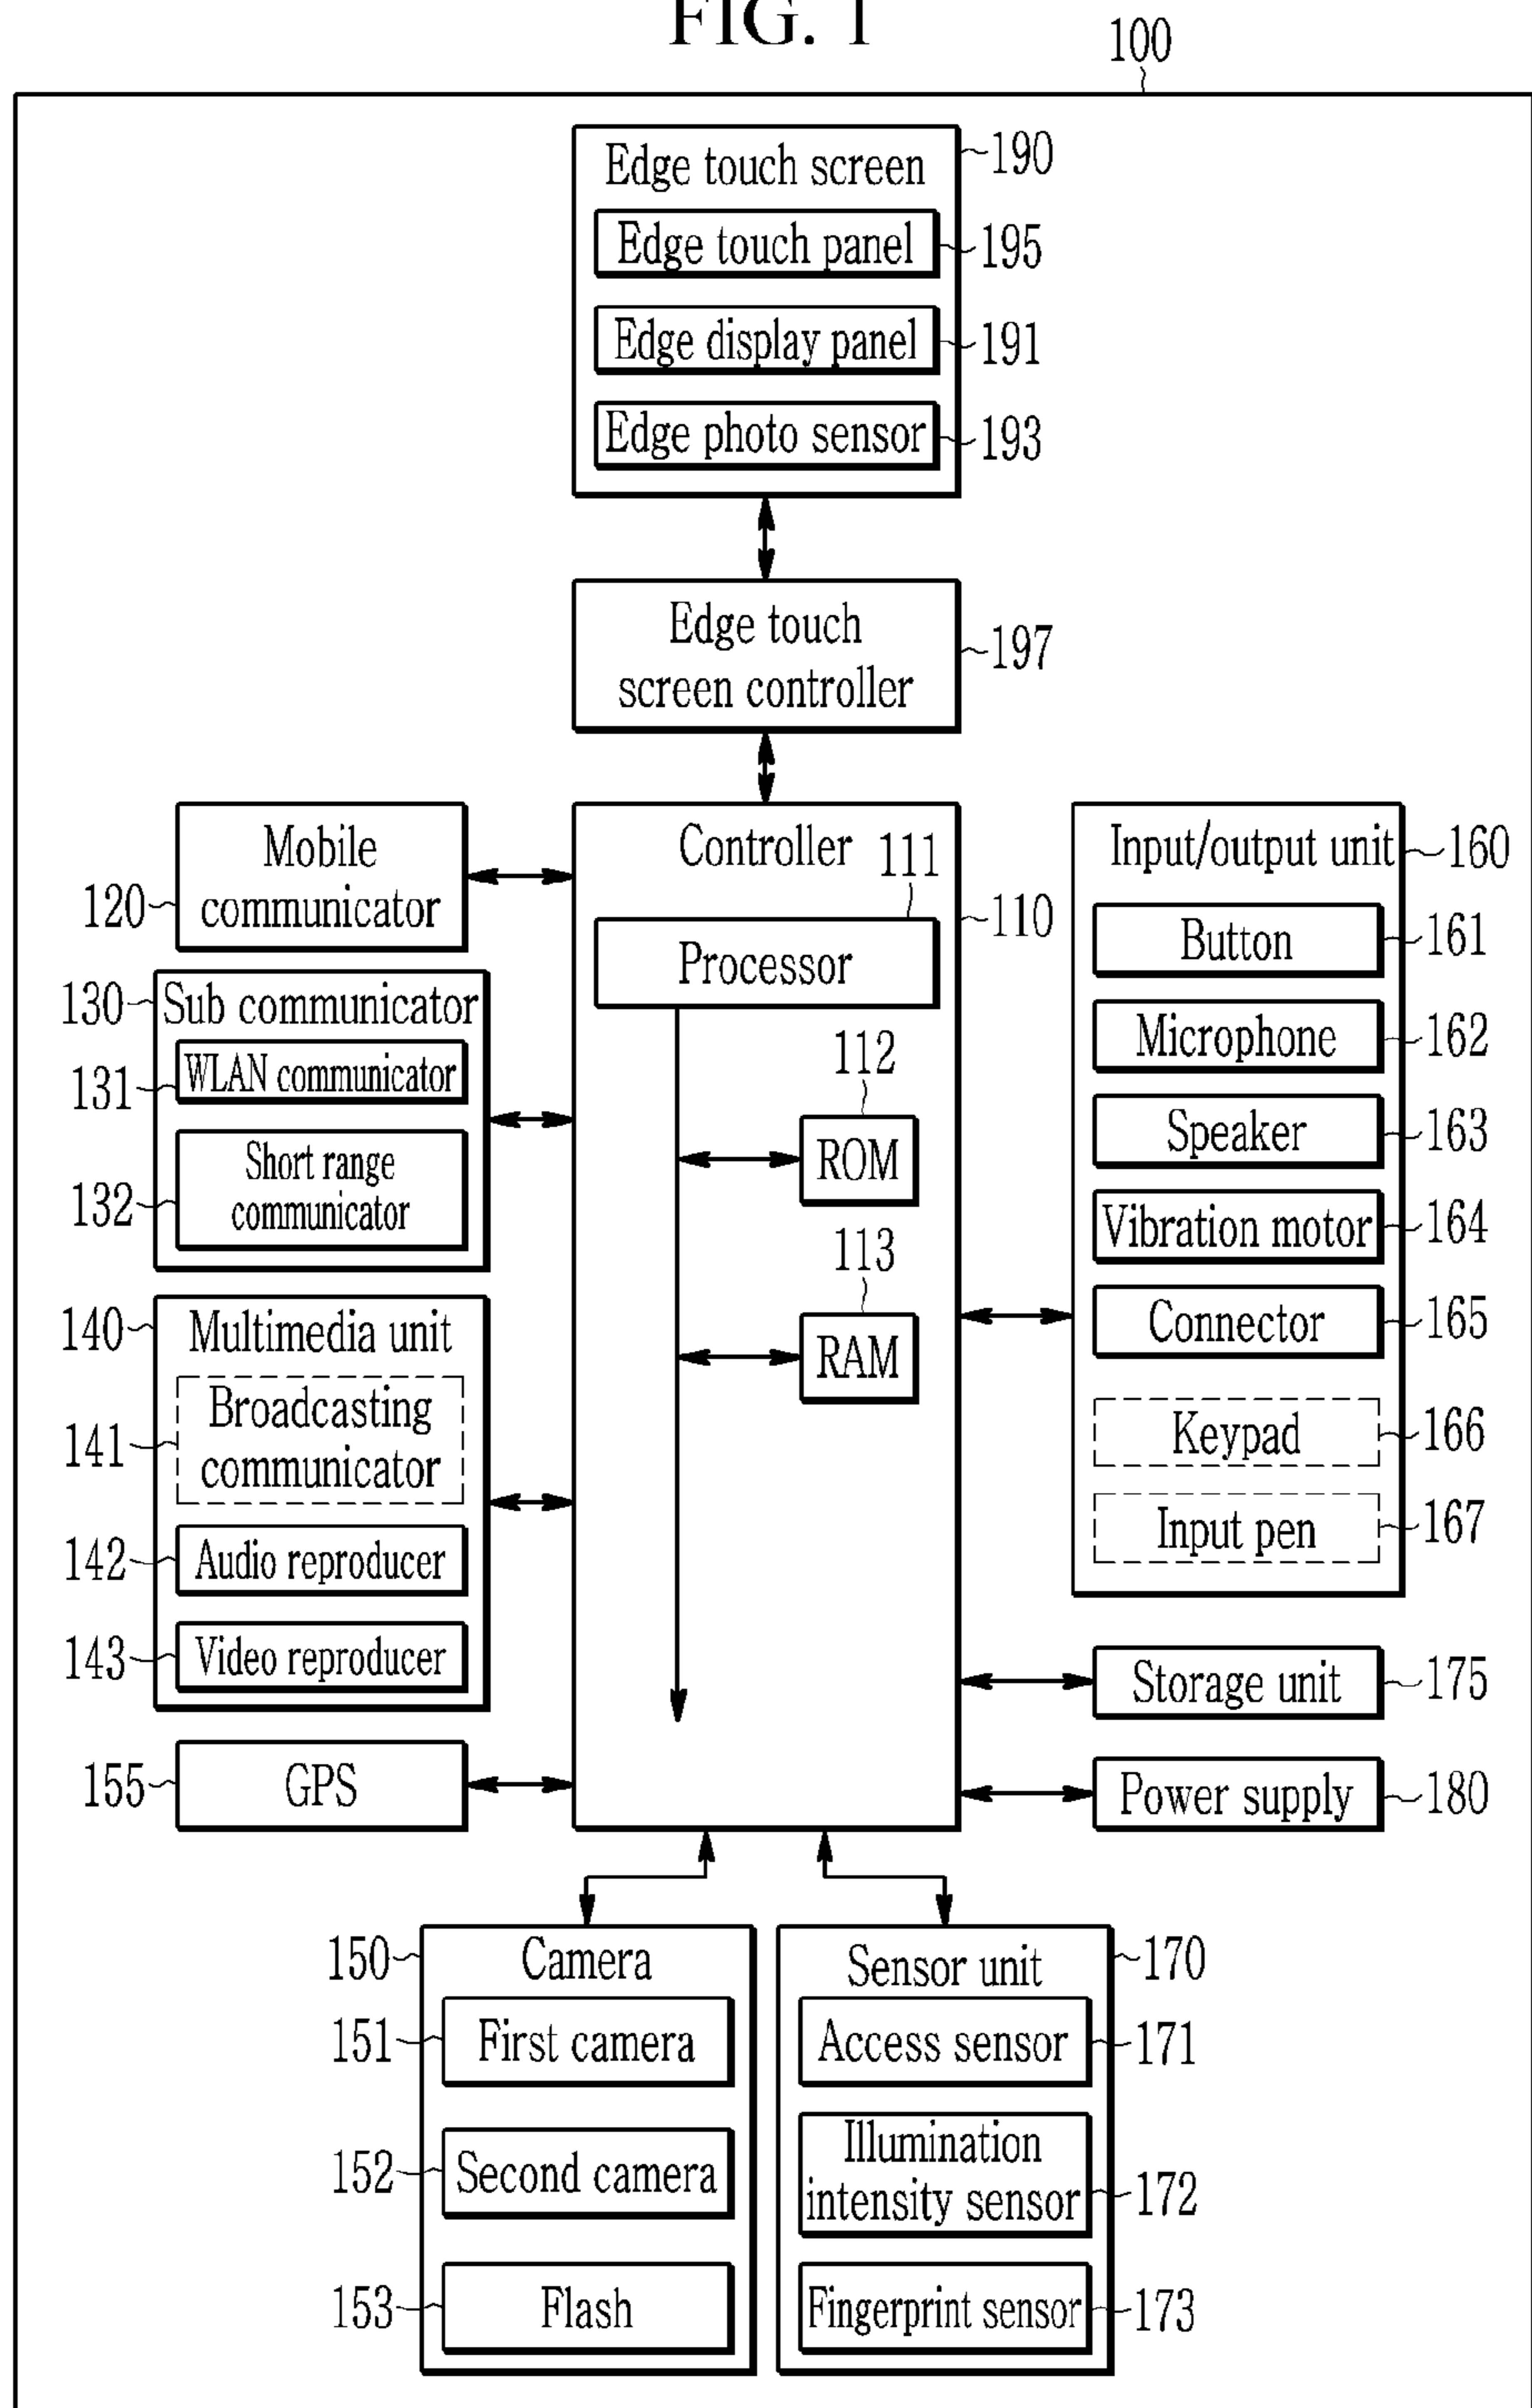 FIG. 1
100
Edge touch screen
190
Edge touch panel
195
Edge display panel
191
Edge photo sensor
193
Edge touch
screen controller
197
Mobile
communicator
120
130
Sub communicator
WLAN communicator
131
Short range
communicator
132
140
Multimedia unit
Broadcasting
communicator
141
Audio reproducer
142
Video reproducer
143
GPS
155
Controller
111
110
Processor
112
ROM
113
RAM
Input/output unit
160
Button
161
Microphone
162
Speaker
163
Vibration motor
164
Connector
165
Keypad
166
Input pen
167
Storage unit
175
Power supply
180
150
Camera
First camera
151
Second camera
152
Flash
153
Sensor unit
170
Access sensor
171
Illumination
intensity sensor
172
Fingerprint sensor
173